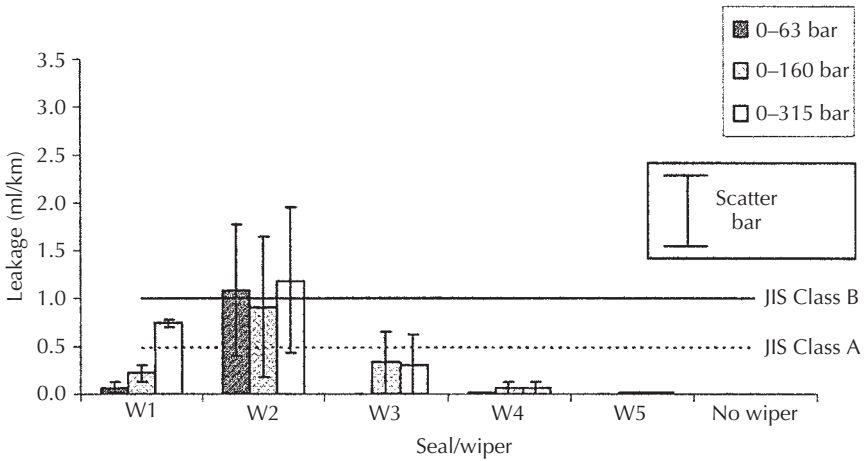 0–63 bar
0–160 bar
0–315 bar
Scatter
bar
3.5
3.0
2.5
2.0
1.5
1.0
0.5
0.0
Leakage (ml/km)
JIS Class B
JIS Class A
W1 W2 W3 W4 W5 No wiper
Seal/wiper